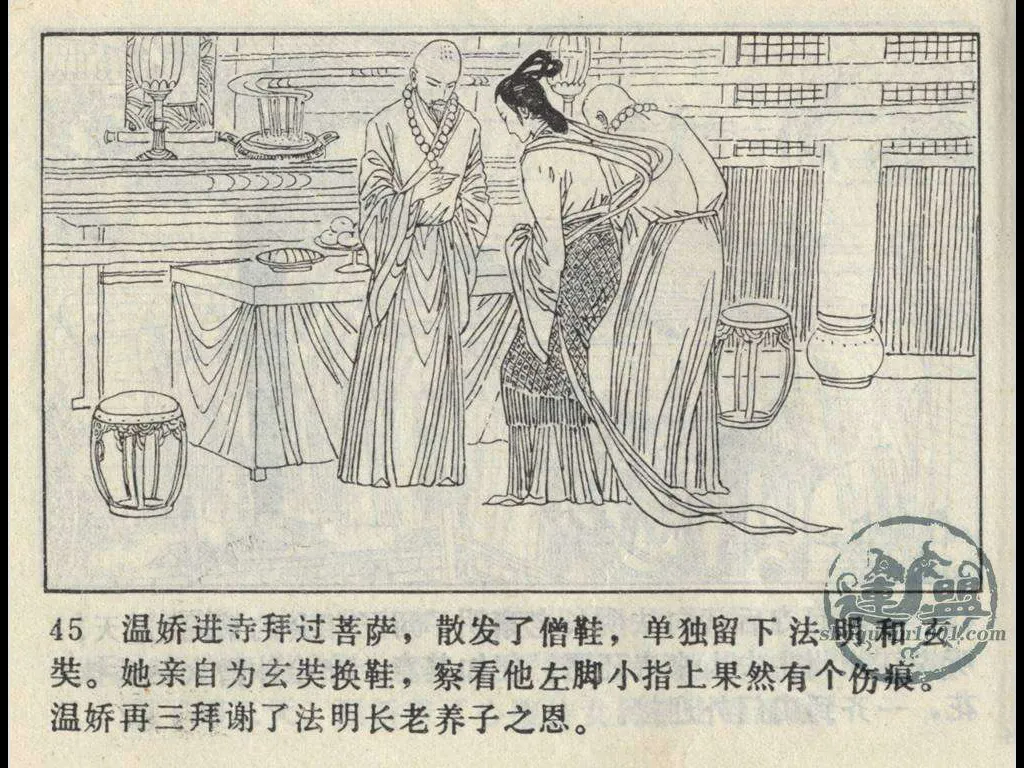 45 温娇进寺拜过菩萨，散发了僧鞋，单独留下法明和玄
奘。她亲自为玄奘换鞋，察看他左脚小指上果然有个伤痕。
温娇再三拜谢了法明长老养子之恩。